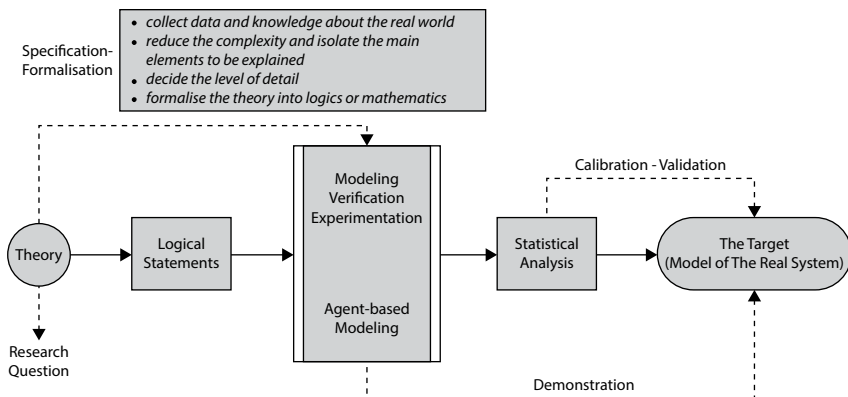 Specification-
Formalisation
• collect data and knowledge about the real world
• reduce the complexity and isolate the main
elements to be explained
• decide the level of detail
• formalise the theory into logics or mathematics
Calibration - Validation
Modeling
Verification
Experimentation
Theory
Logical
Statements
Statistical
Analysis
The Target
(Model of The Real System)
Agent-based
Modeling
Research
Question
Demonstration